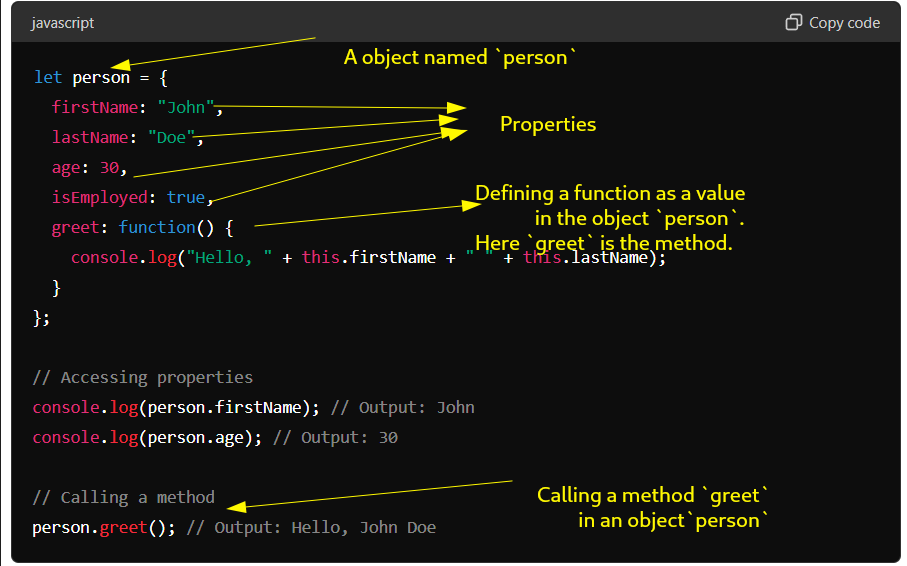 javascript
Copy code
A object named `person`
let person = {
firstName: "John",
lastName: "Doe",
Properties
age: 30,
isEmployed: true,
Defining a function as a value
in the object `person`.
Here `greet` is the method.
greet: function() {
console.log("Hello, " + this.firstName + " " + this.lastName);
}
};
// Accessing properties
console.log(person.firstName); // Output: John
console.log(person.age); // Output: 30
// Calling a method
Calling a method `greet`
in an object`person`
person.greet(); // Output: Hello, John Doe